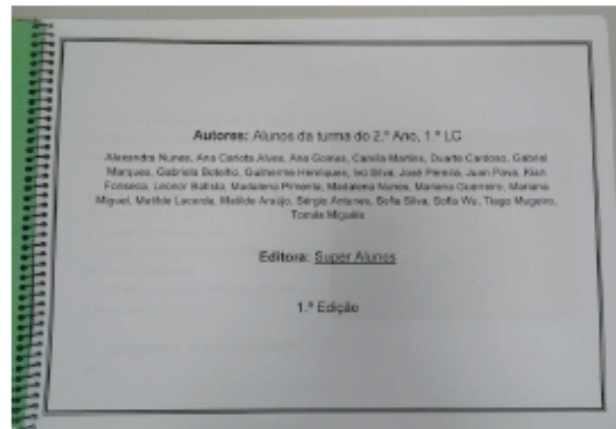 Autores: Alunos da turma do 2.º Ano, 1.ª LC
Alexandra Nunes, Ana Carlota Alves, Ana Gomes, Camila Martins, Duarte Cardoso, Gabriel
Marques, Gabriela Botelho, Guilherme Henriques, Ivo Silva, José Pereira, Juan Pava, Kian
Fonseca, Leonor Batista, Madalena Pimenta, Madalena Nunes, Mariana Guerreiro, Mariana
Miguel, Matilde Lacerda, Matilde Araújo, Sérgio Antunes, Sofia Silva, Sofia Wu, Tiago Mugeiro,
Tomás Miguéis
Editora: Super Alunos
1.ª Edição